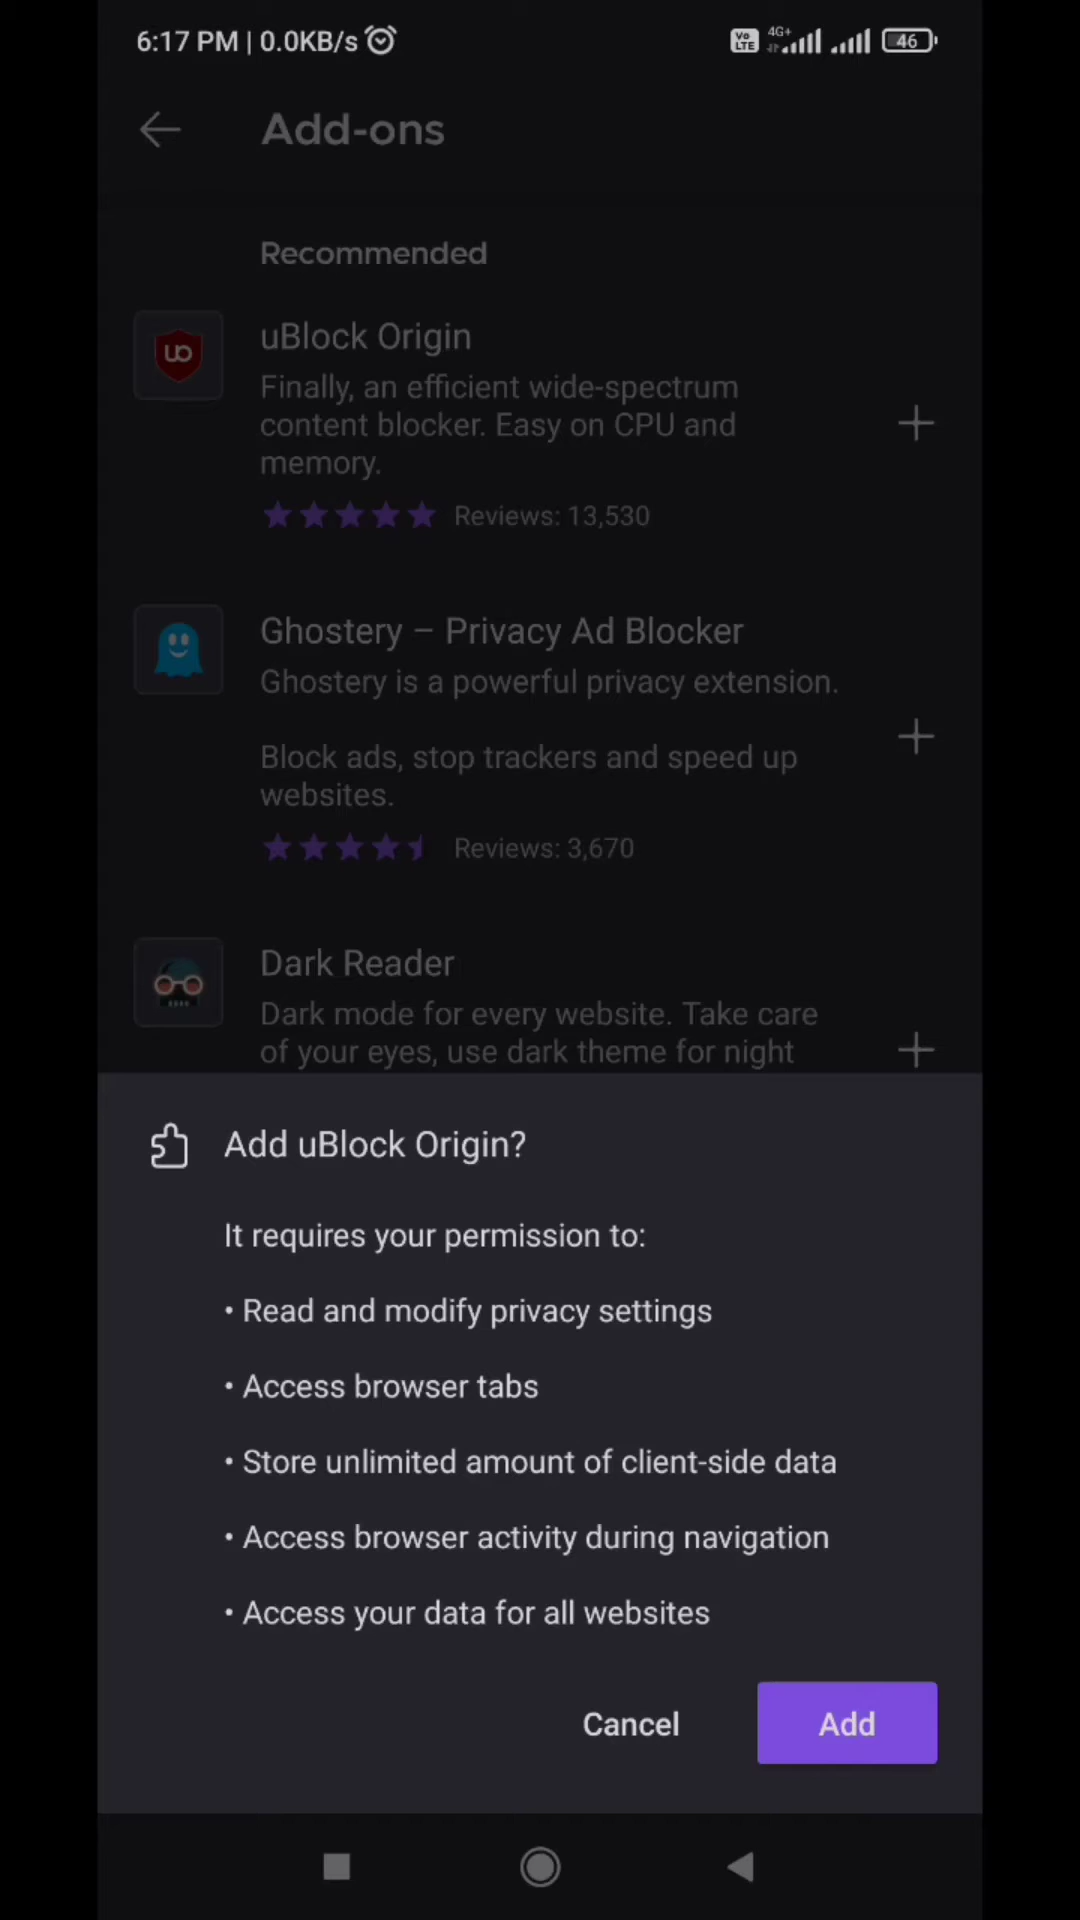 6:17 PM | 0.0KB/s
Vo LTE 4G+ 46
Add-ons
Recommended
uBlock Origin
Finally, an efficient wide-spectrum
content blocker. Easy on CPU and
memory.
Reviews: 13,530
Ghostery – Privacy Ad Blocker
Ghostery is a powerful privacy extension.
Block ads, stop trackers and speed up
websites.
Reviews: 3,670
Dark Reader
Dark mode for every website. Take care
of your eyes, use dark theme for night
Add uBlock Origin?
It requires your permission to:
• Read and modify privacy settings
• Access browser tabs
• Store unlimited amount of client-side data
• Access browser activity during navigation
• Access your data for all websites
Cancel
Add